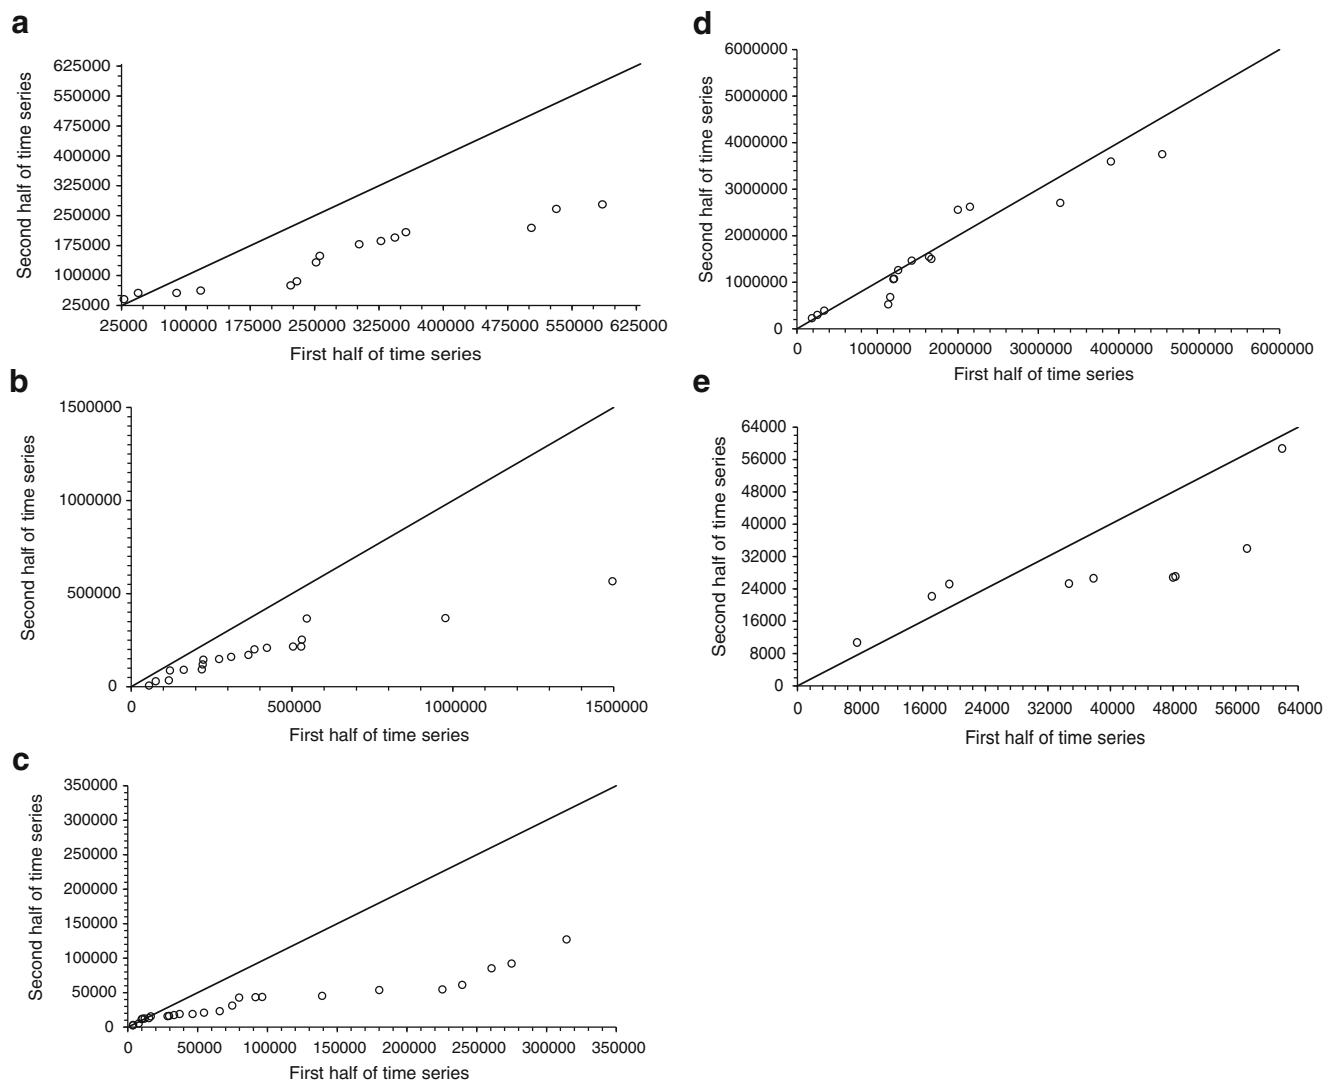 a
Second half of time series
625000
550000
475000
400000
325000
250000
175000
100000
25000
25000 100000 175000 250000 325000 400000 475000 550000 625000
First half of time series
b
Second half of time series
1500000
1000000
500000
0
0 500000 1000000 1500000
First half of time series
c
Second half of time series
350000
300000
250000
200000
150000
100000
50000
0
0 50000 100000 150000 200000 250000 300000 350000
First half of time series
d
Second half of time series
6000000
5000000
4000000
3000000
2000000
1000000
0
0 1000000 2000000 3000000 4000000 5000000 6000000
First half of time series
e
Second half of time series
64000
56000
48000
40000
32000
24000
16000
8000
0
0 8000 16000 24000 32000 40000 48000 56000 64000
First half of time series